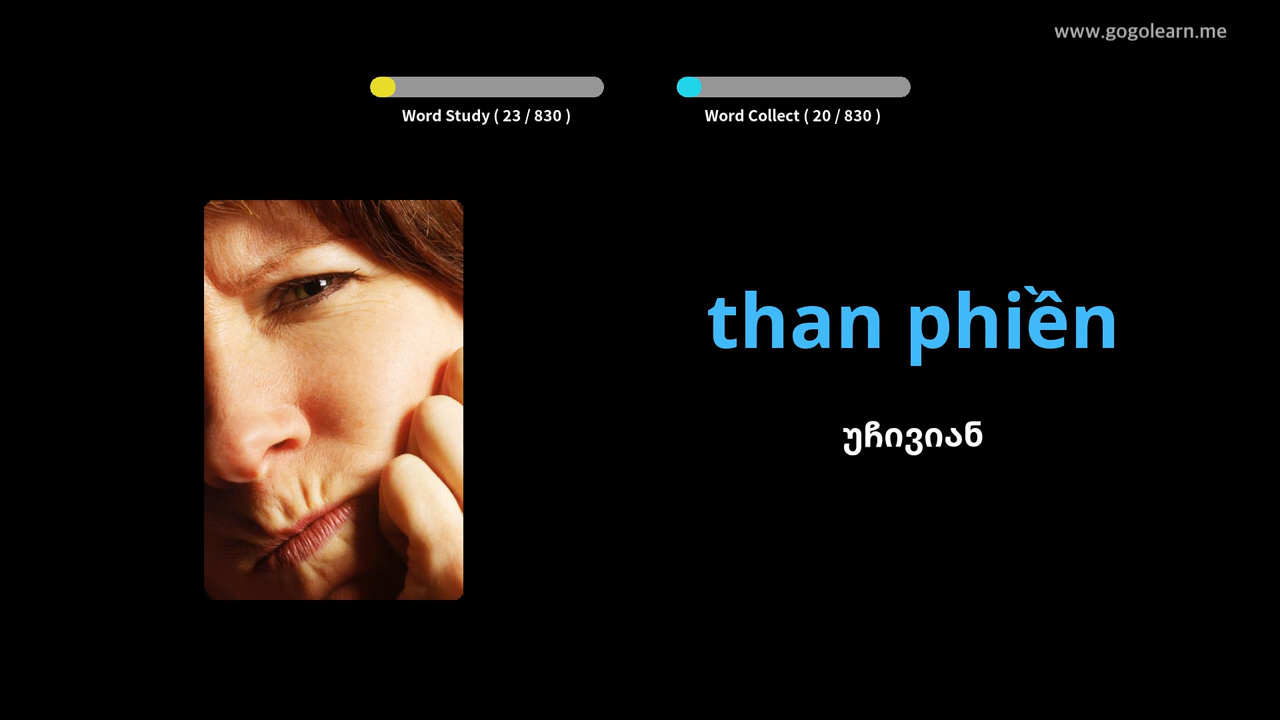 www.gogolearn.me
Word Study ( 23 / 830 )
Word Collect ( 20 / 830 )
than phiền
უჩივიან